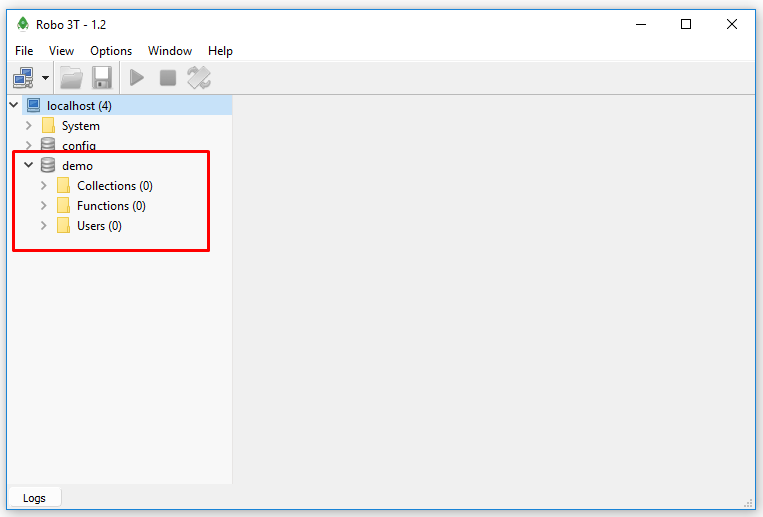 Robo 3T - 1.2
File View Options Window Help
localhost (4)
System
config
demo
Collections (0)
Functions (0)
Users (0)
Logs